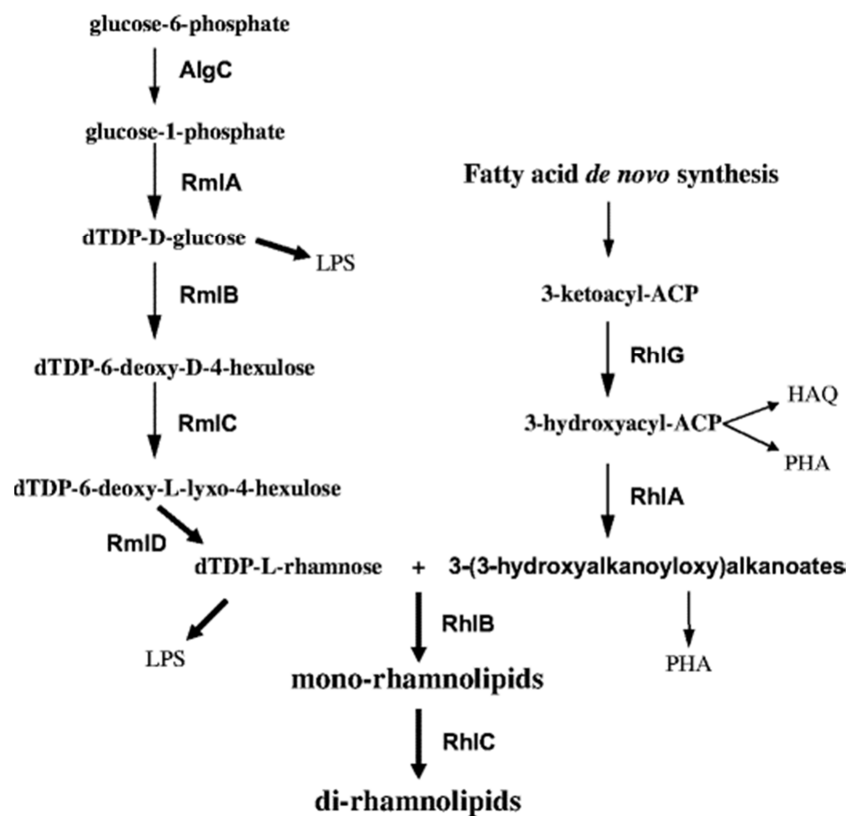 glucose-6-phosphate
AlgC
glucose-1-phosphate
RmlA
dTDP-D-glucose
LPS
RmlB
dTDP-6-deoxy-D-4-hexulose
RmlC
dTDP-6-deoxy-L-lyxo-4-hexulose
RmlD
Fatty acid de novo synthesis
3-ketoacyl-ACP
RhlG
3-hydroxyacyl-ACP
HAQ
PHA
RhlA
dTDP-L-rhamnose + 3-(3-hydroxyalkanoyloxy)alkanoates
LPS
RhlB
PHA
mono-rhamnolipids
RhlC
di-rhamnolipids